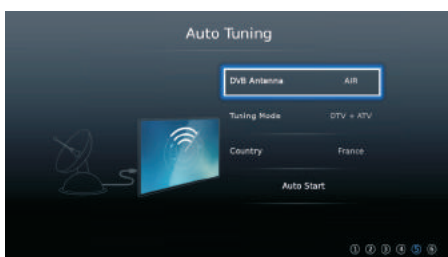 Auto Tuning
DVB Antenna AIR
Tuning Mode DTV + ATV
Country France
Auto Start
① ② ③ ④ ⑤ ⑥